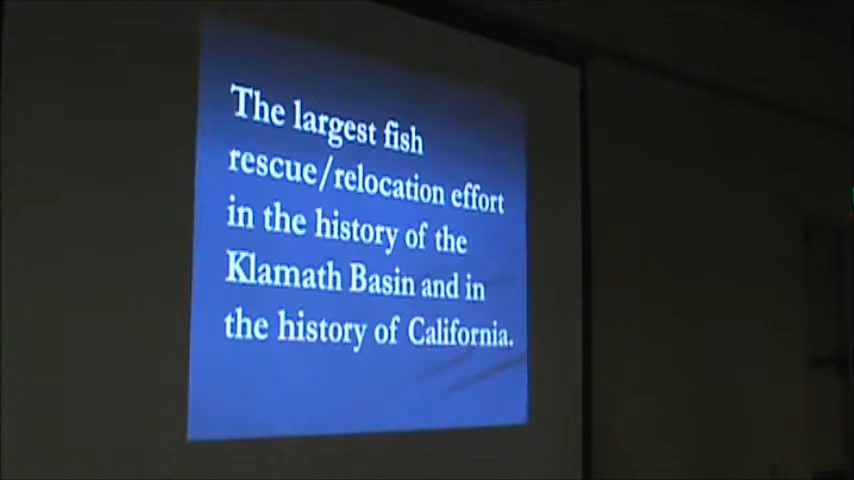 The largest fish
rescue/relocation effort
in the history of the
Klamath Basin and in
the history of California.